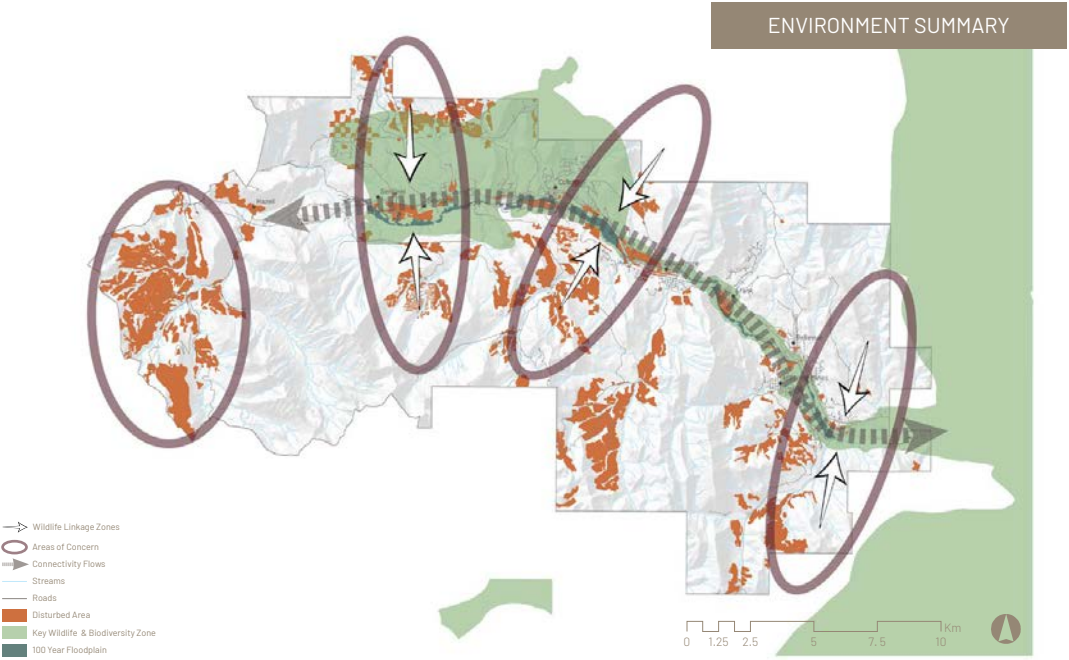 ENVIRONMENT SUMMARY
Hazell
Wildlife Linkage Zones
Areas of Concern
Connectivity Flows
Streams
Roads
Disturbed Area
Key Wildlife & Biodiversity Zone
100 Year Floodplain
Km
0 1.25 2.5 5 7.5 10